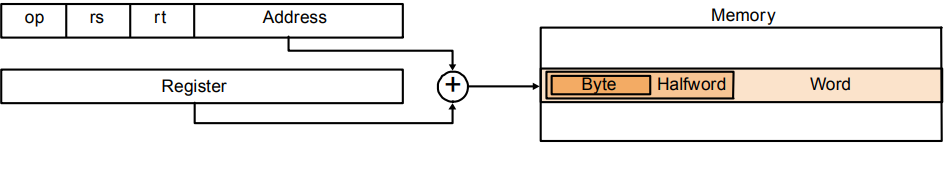 Memory
op rs rt Address
Register
+
Byte Halfword Word